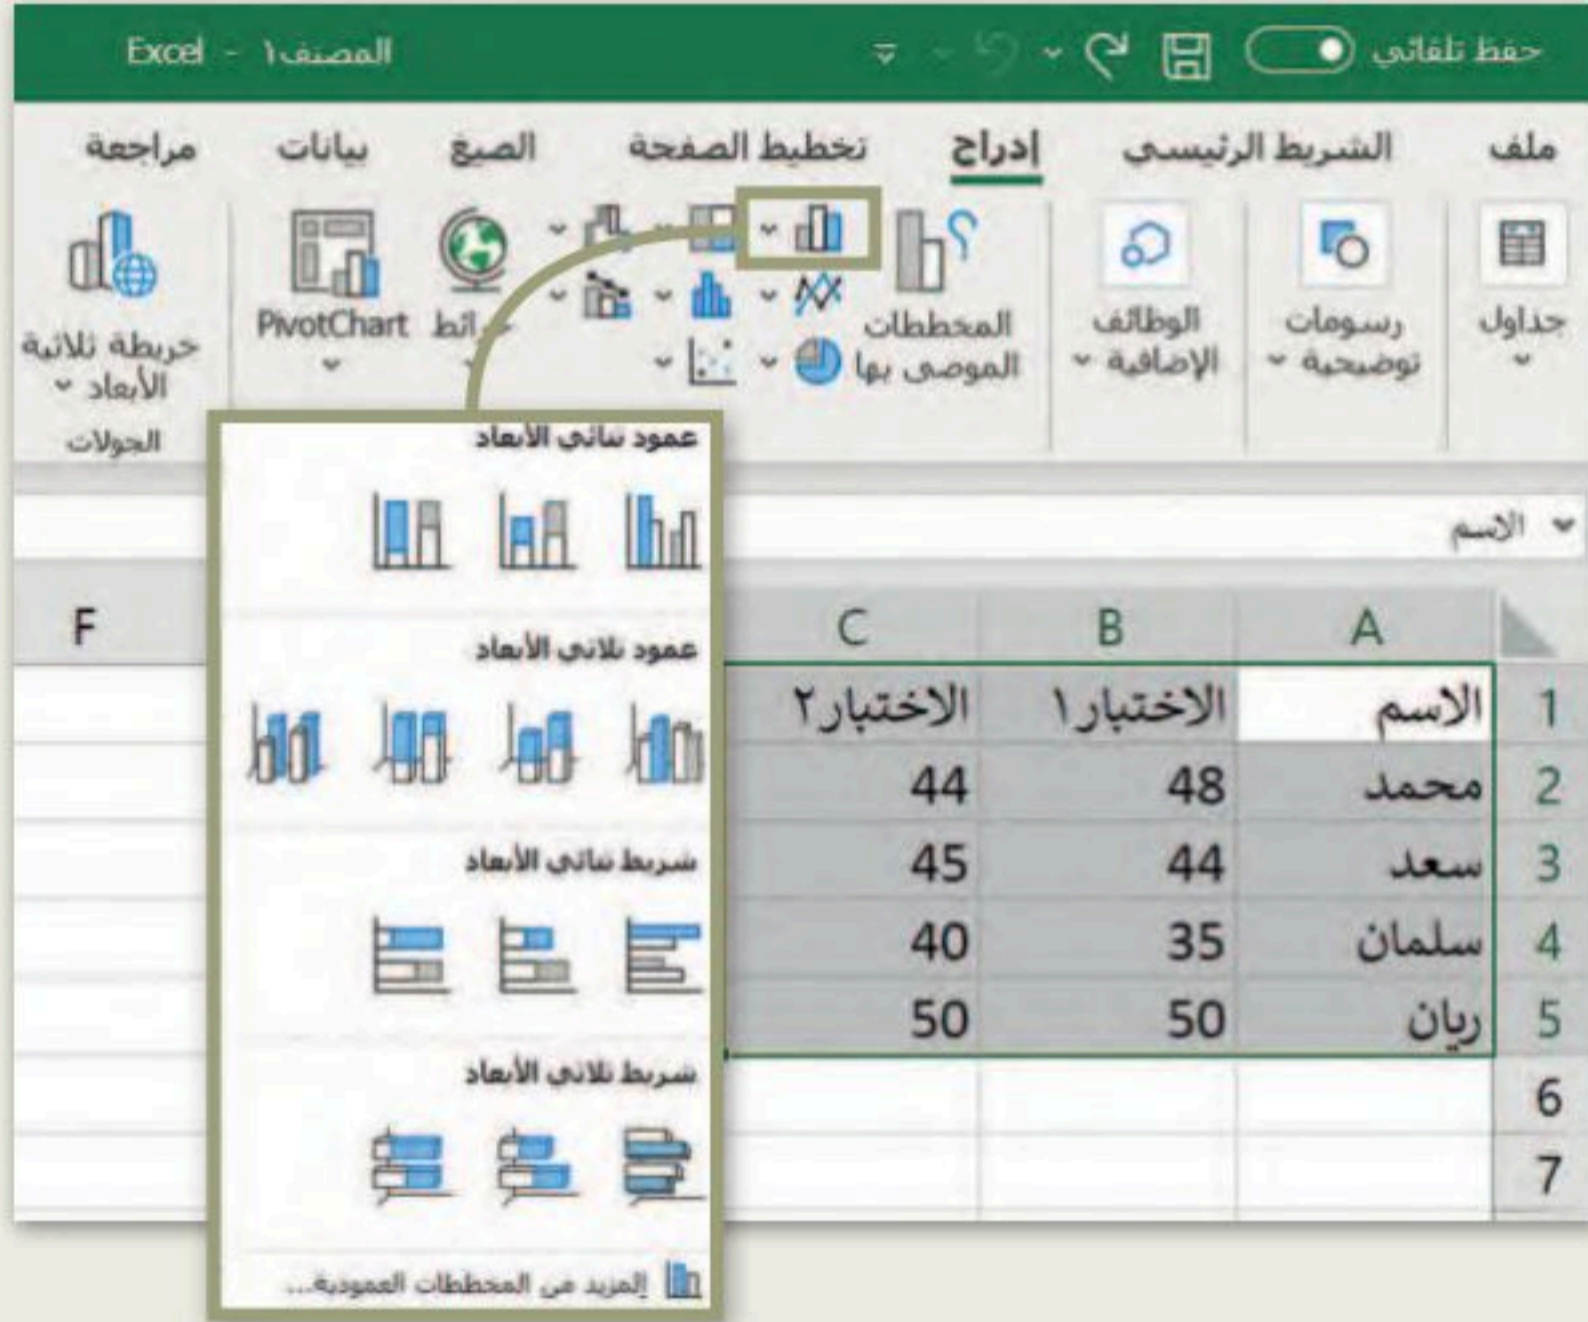 حفظ تلقائي
المصنف١ - Excel
ملف الشريط الرئيسي إدراج تخطيط الصفحة الصيغ بيانات مراجعة
جداول
رسومات
توضيحية
الوظائف
الإضافية
المخططات
الموصى بها
PivotChart
خريطة ثلاثية
الأبعاد
الجولات
الاسم
A B C F
1 الاسم الاختبار١ الاختبار٢
2 محمد 48 44
3 سعد 44 45
4 سلمان 35 40
5 ريان 50 50
6
7
عمود ثنائي الأبعاد
عمود ثلاثي الأبعاد
شريط ثنائي الأبعاد
شريط ثلاثي الأبعاد
المزيد من المخططات العمودية...